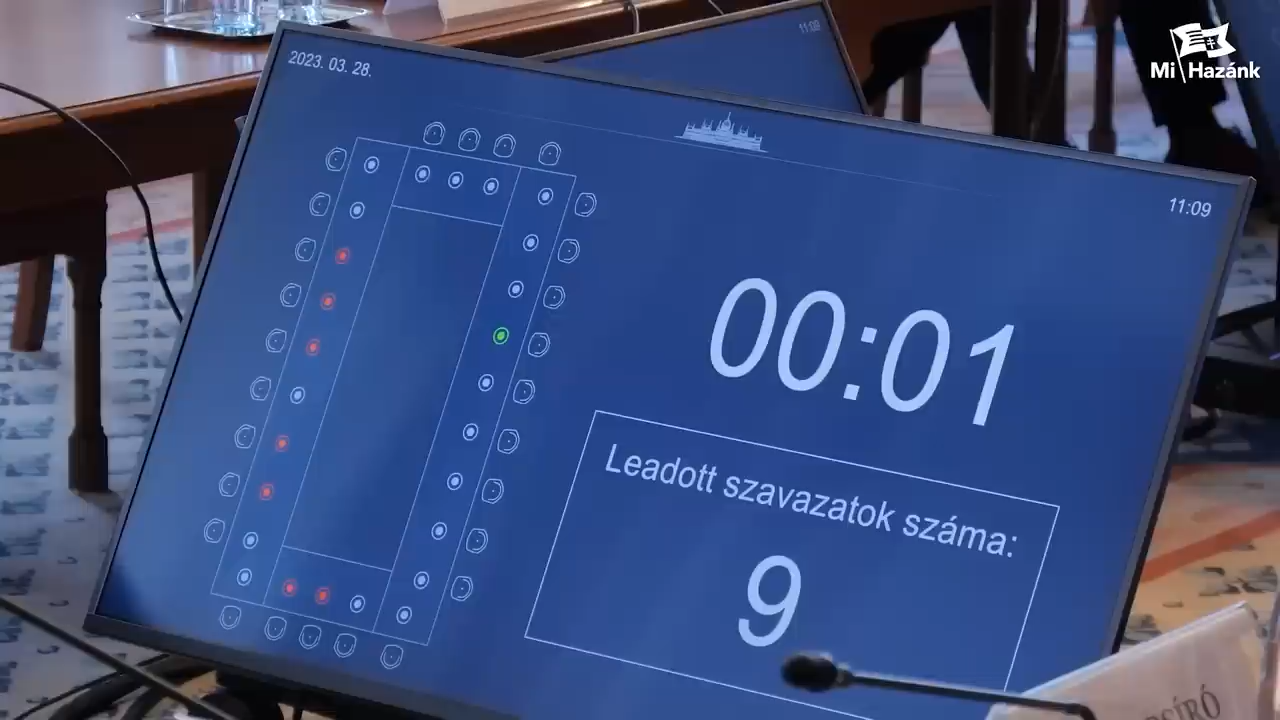 11:09
Mi Hazánk
2023. 03. 28.
11:09
00:01
Leadott szavazatok száma:
9